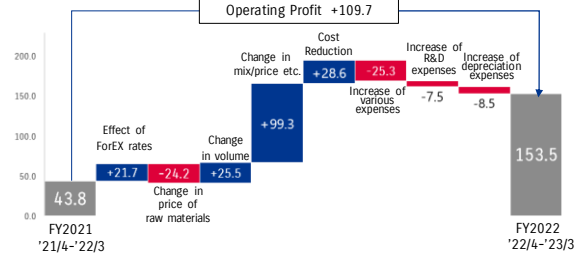 Operating Profit +109.7
200.0
150.0
100.0
50.0
0.0
43.8
FY2021
’21/4-’22/3
Effect of
ForEX rates
+21.7
-24.2
Change in
price of
raw materials
Change
in volume
+25.5
Change in
mix/price etc.
+99.3
Cost
Reduction
+28.6
-25.3
Increase of
various
expenses
Increase of
R&D
expenses
-7.5
Increase of
depreciation
expenses
-8.5
153.5
FY2022
’22/4-’23/3